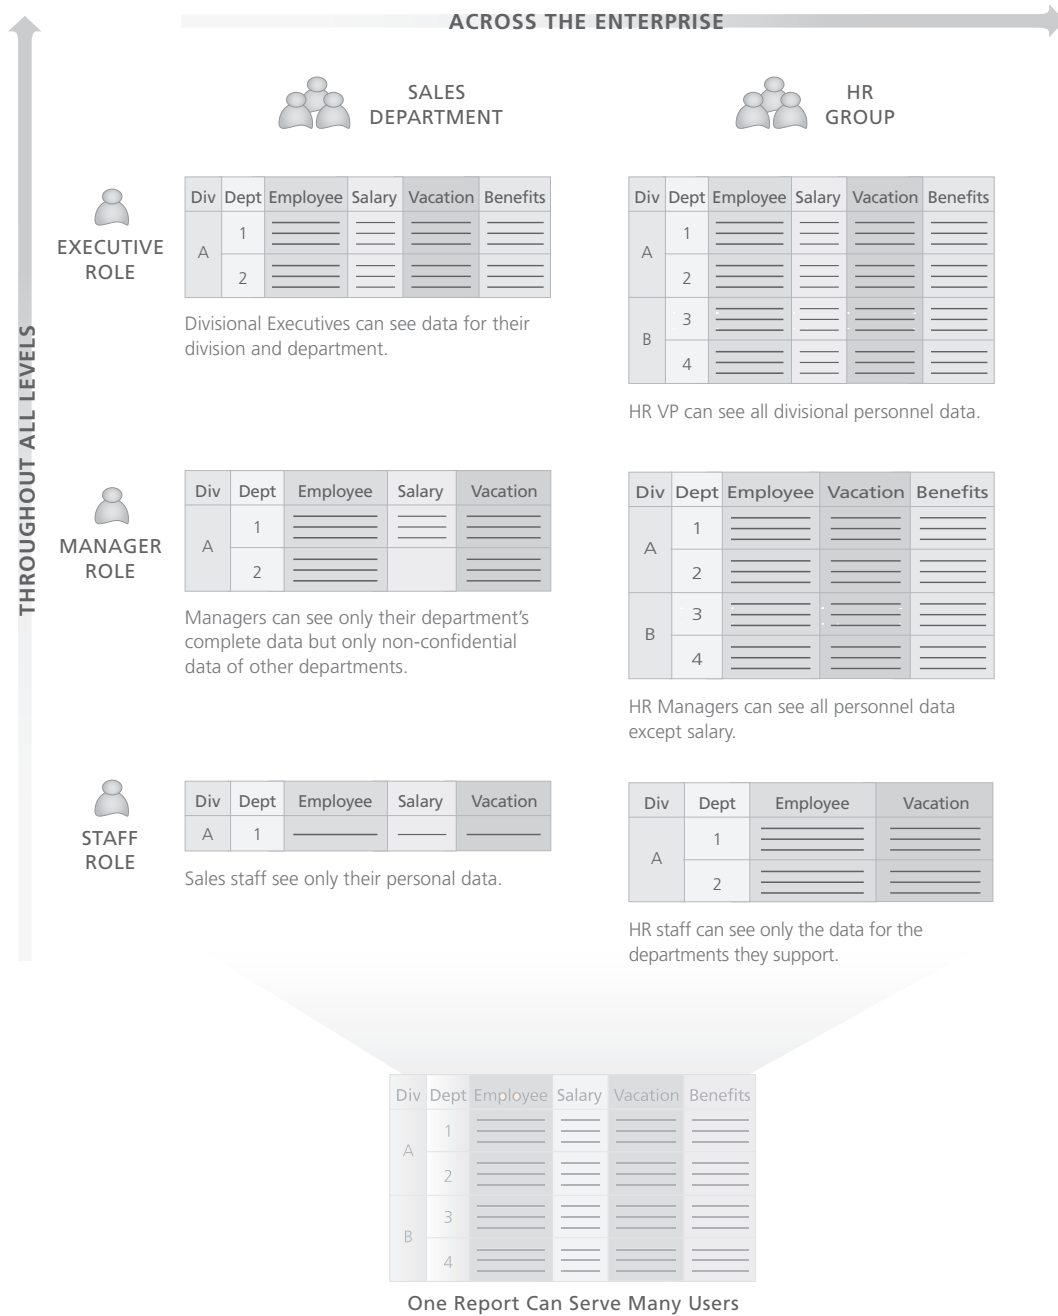 ACROSS THE ENTERPRISE
THROUGHOUT ALL LEVELS
SALES
DEPARTMENT
HR
GROUP
EXECUTIVE
ROLE
Div Dept Employee Salary Vacation Benefits
A
1
2
Divisional Executives can see data for their
division and department.
Div Dept Employee Salary Vacation Benefits
A
1
2
B
3
4
HR VP can see all divisional personnel data.
MANAGER
ROLE
Div Dept Employee Salary Vacation
A
1
2
Managers can see only their department's
complete data but only non-confidential
data of other departments.
Div Dept Employee Vacation Benefits
A
1
2
B
3
4
HR Managers can see all personnel data
except salary.
STAFF
ROLE
Div Dept Employee Salary Vacation
A 1
Sales staff see only their personal data.
Div Dept Employee Vacation
A
1
2
HR staff can see only the data for the
departments they support.
Div Dept Employee Salary Vacation Benefits
A
1
2
B
3
4
One Report Can Serve Many Users